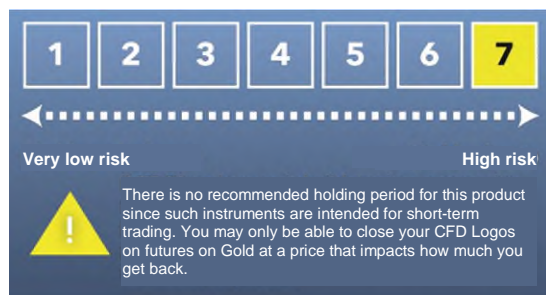 1 2 3 4 5 6 7
Very low risk High risk
!
There is no recommended holding period for this product
since such instruments are intended for short-term
trading. You may only be able to close your CFD Logos
on futures on Gold at a price that impacts how much you
get back.